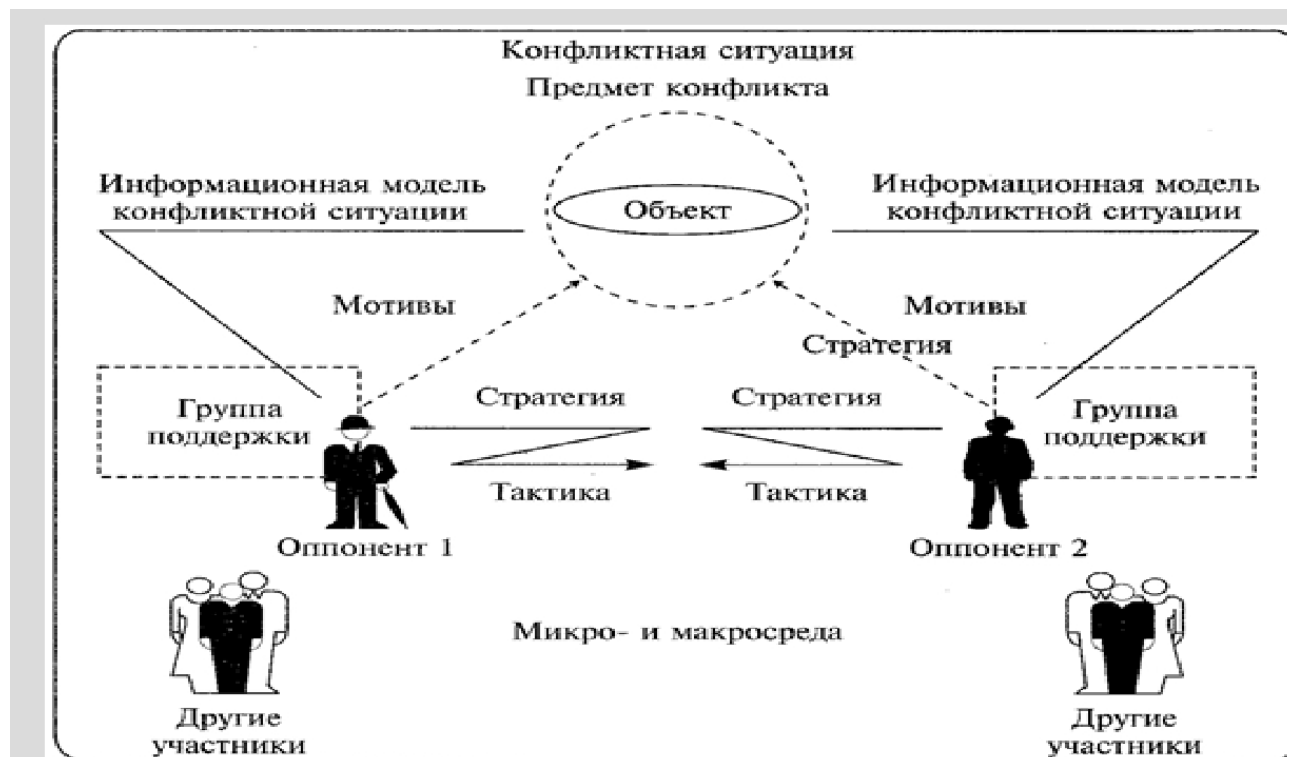 Конфликтная ситуация
Предмет конфликта
Информационная модель
конфликтной ситуации
Объект
Информационная модель
конфликтной ситуации
Мотивы
Мотивы
Стратегия
Группа
поддержки
Стратегия
Стратегия
Группа
поддержки
Тактика
Тактика
Оппонент 1
Оппонент 2
Микро- и макросреда
Другие
участники
Другие
участники